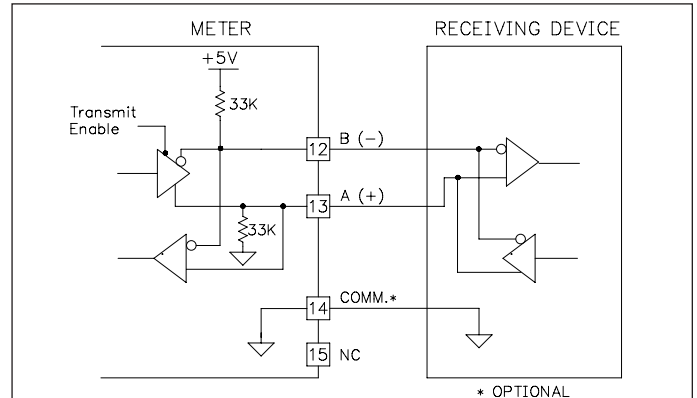 METER
RECEIVING DEVICE
+5V
33K
Transmit
Enable
12
B (-)
13
A (+)
33K
14
COMM.*
15
NC
* OPTIONAL